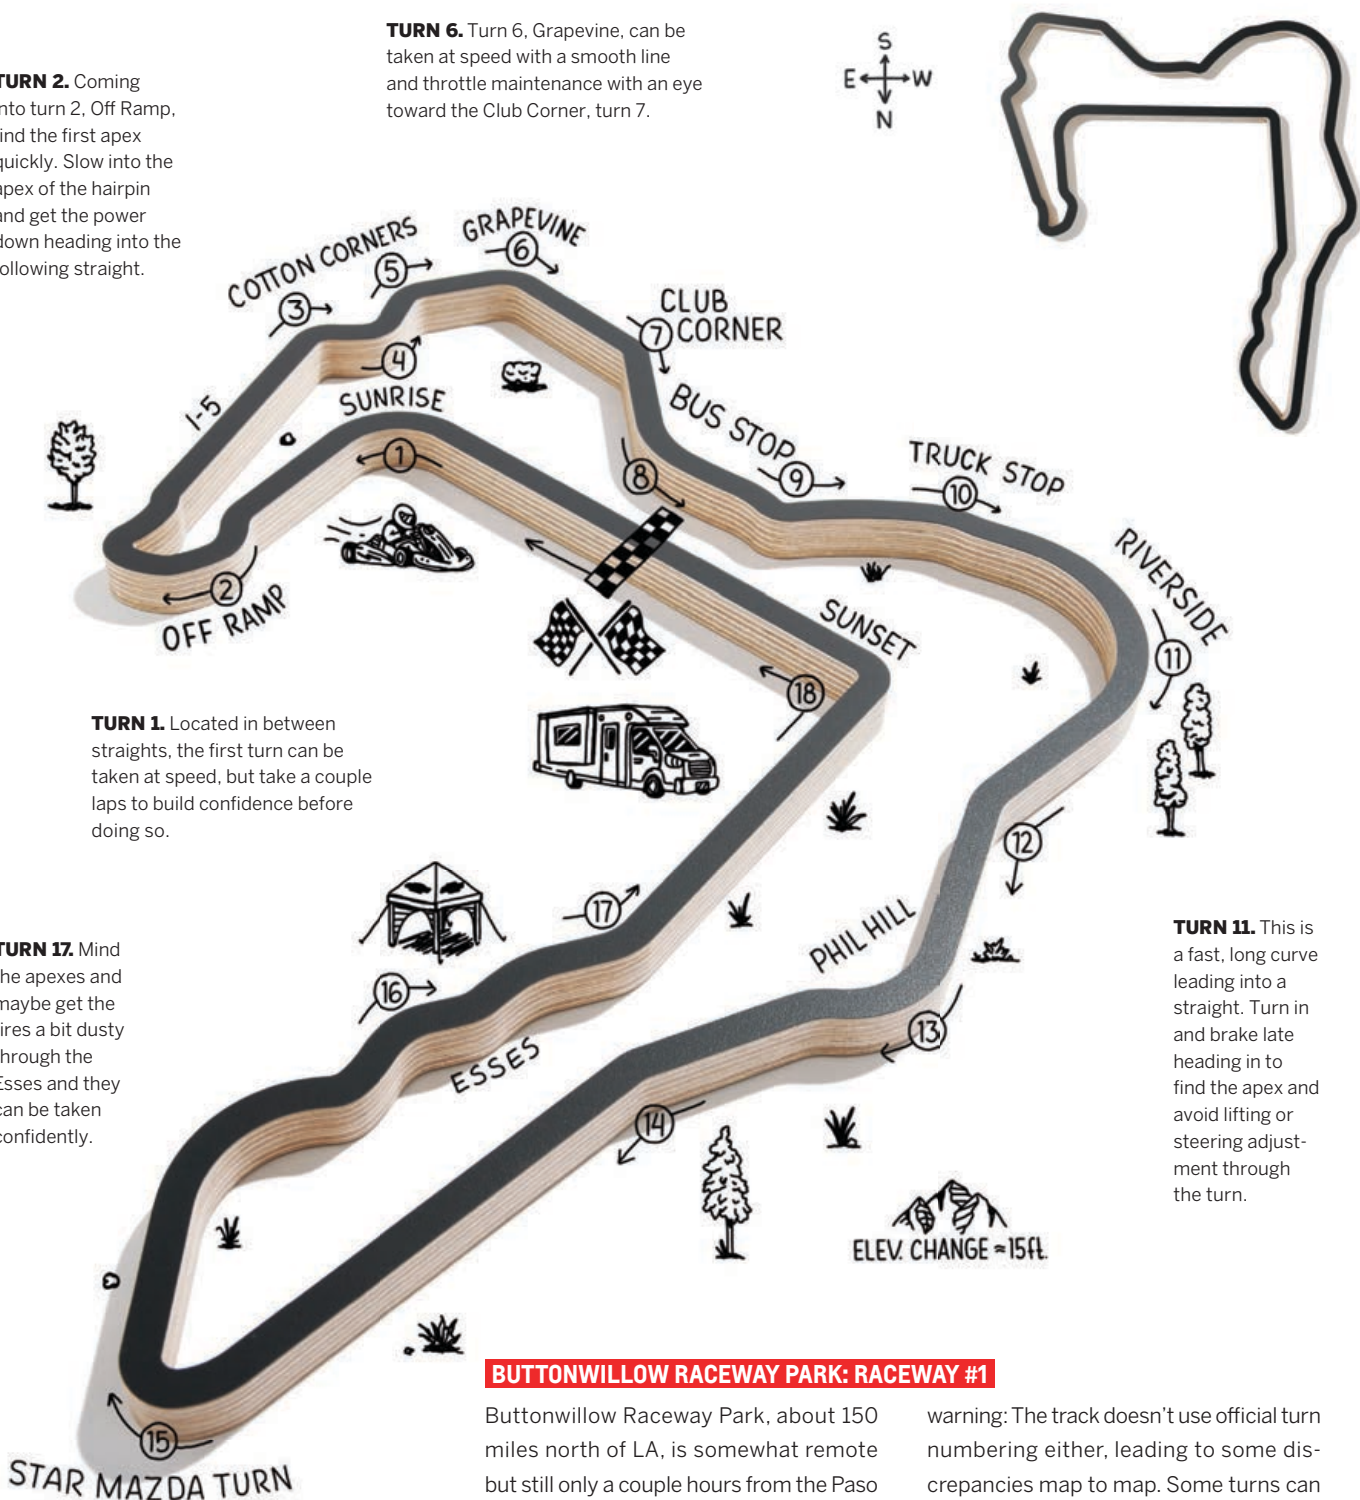 TURN 6. Turn 6, Grapevine, can be
taken at speed with a smooth line
and throttle maintenance with an eye
toward the Club Corner, turn 7.
TURN 2. Coming
into turn 2, Off Ramp,
find the first apex
quickly. Slow into the
apex of the hairpin
and get the power
down heading into the
following straight.
S
E W
N
COTTON CORNERS
3
5
4
GRAPEVINE
6
CLUB
CORNER
7
I-5
SUNRISE
1
BUS STOP
8
9
TRUCK STOP
10
RIVERSIDE
11
2
OFF RAMP
SUNSET
18
TURN 1. Located in between
straights, the first turn can be
taken at speed, but take a couple
laps to build confidence before
doing so.
12
17
PHIL HILL
13
TURN 17. Mind
the apexes and
maybe get the
tires a bit dusty
through the
Esses and they
can be taken
confidently.
16
ESSES
14
TURN 11. This is
a fast, long curve
leading into a
straight. Turn in
and brake late
heading in to
find the apex and
avoid lifting or
steering adjust-
ment through
the turn.
ELEV. CHANGE ≈15ft.
15
STAR MAZDA TURN
BUTTONWILLOW RACEWAY PARK: RACEWAY #1
Buttonwillow Raceway Park, about 150
miles north of LA, is somewhat remote
but still only a couple hours from the Paso
warning: The track doesn't use official turn
numbering either, leading to some dis-
crepancies map to map. Some turns can